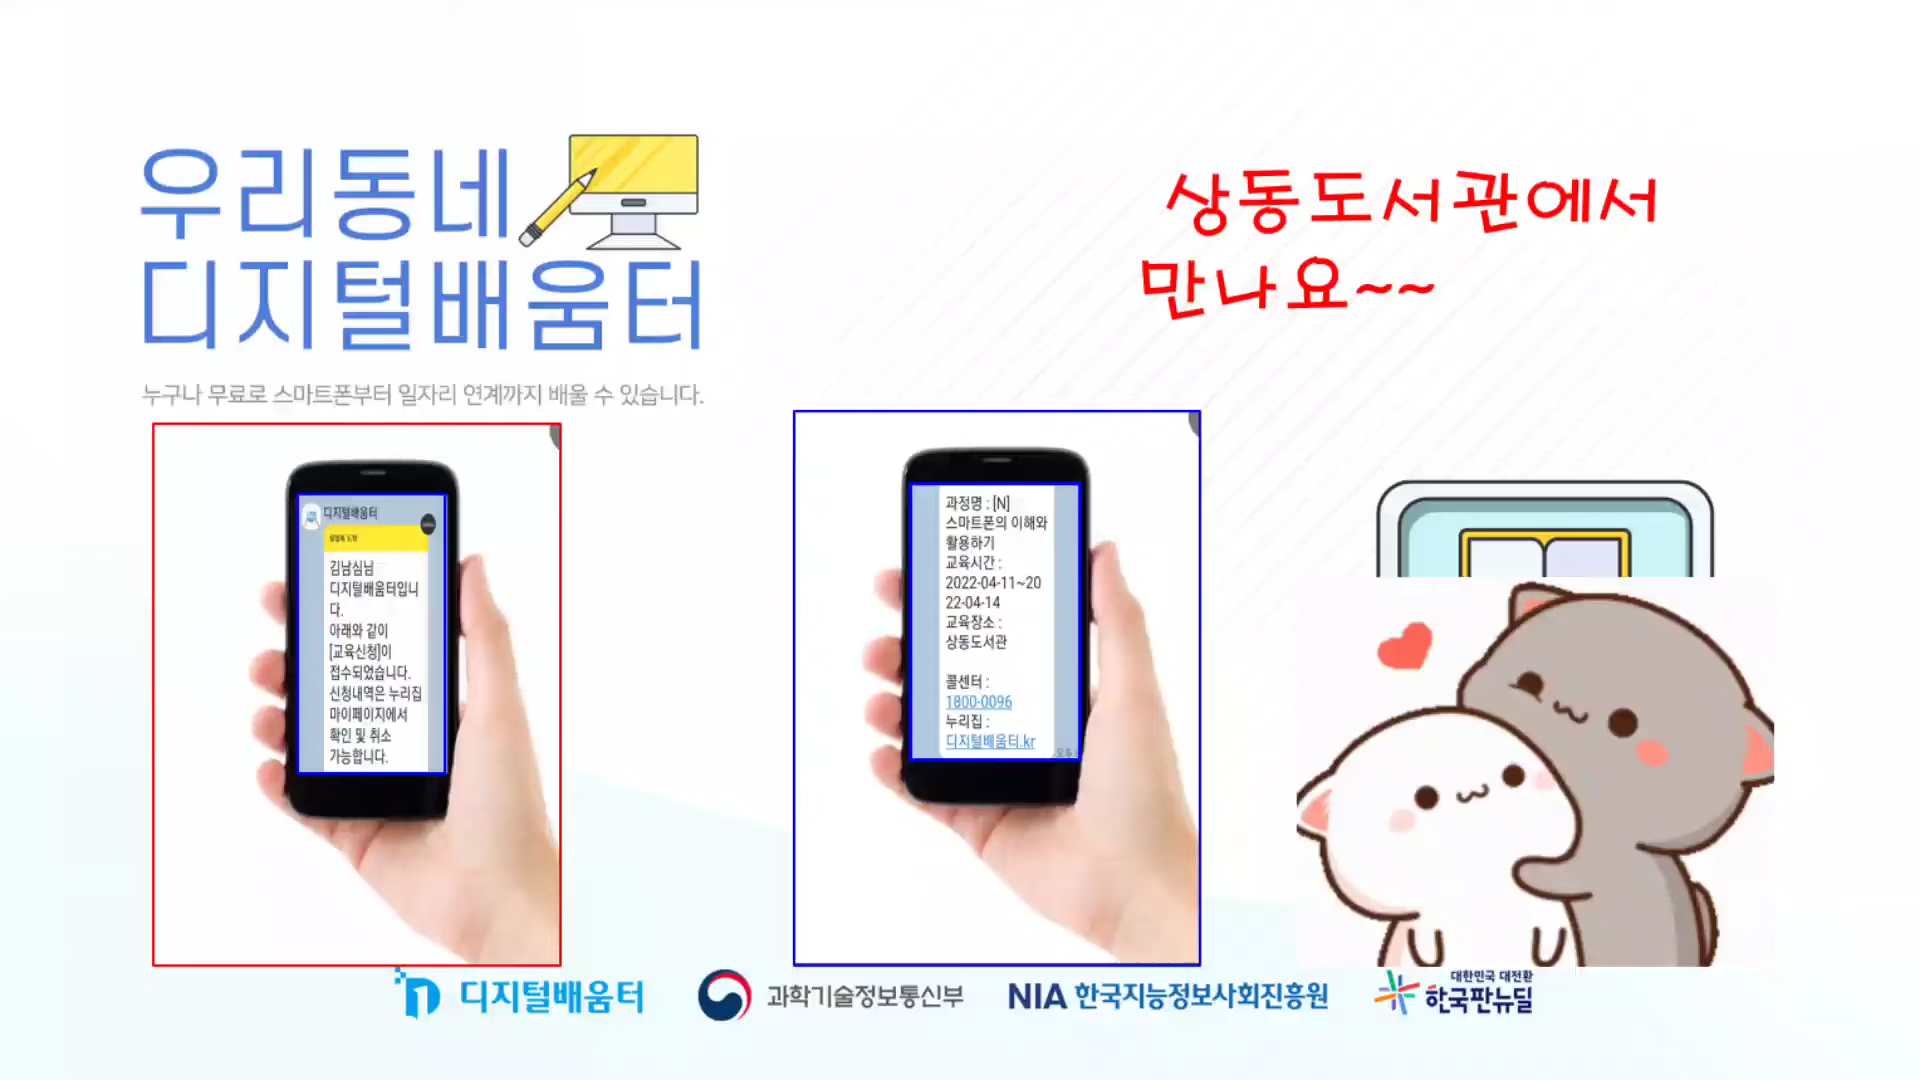 우리동네
디지털배움터
누구나 무료로 스마트폰부터 일자리 연계까지 배울 수 있습니다.
상동도서관에서
만나요~~
디지털배움터
김남심님
디지털배움터입니
다.
아래와 같이
[교육신청]이
접수되었습니다.
신청내역은 누리집
마이페이지에서
확인 및 취소
가능합니다.
과정명 : [N]
스마트폰의 이해와
활용하기
교육시간 :
2022-04-11~20
22-04-14
교육장소 :
상동도서관
콜센터 :
1800-0096
누리집 :
디지털배움터.kr
디지털배움터
과학기술정보통신부
NIA 한국지능정보사회진흥원
대한민국 대전환
한국판뉴딜